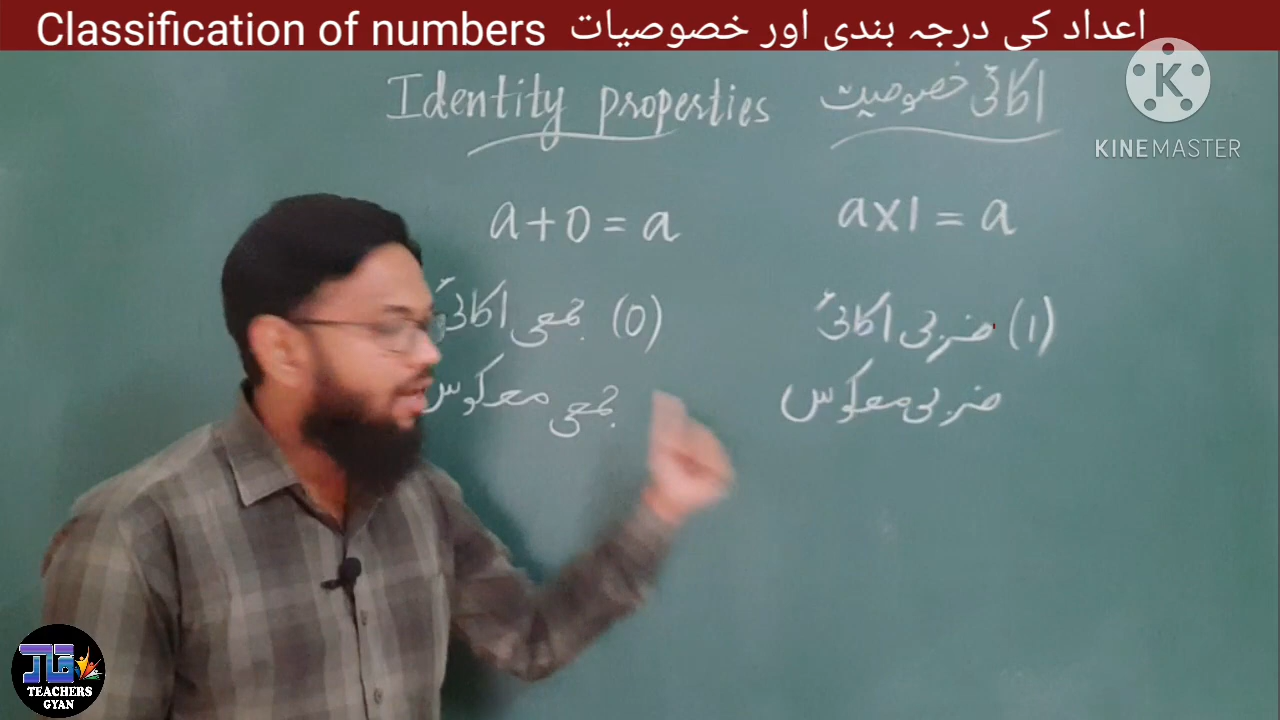 Classification of numbers اعداد کی درجہ بندی اور خصوصیات
K
KINEMASTER
Identity properties اکائی خصوصیت
a+0=a a×1=a
(0) جمعی اکائی (1) ضربی اکائی
جمعی معکوس ضربی معکوس
TG
TEACHERS
GYAN